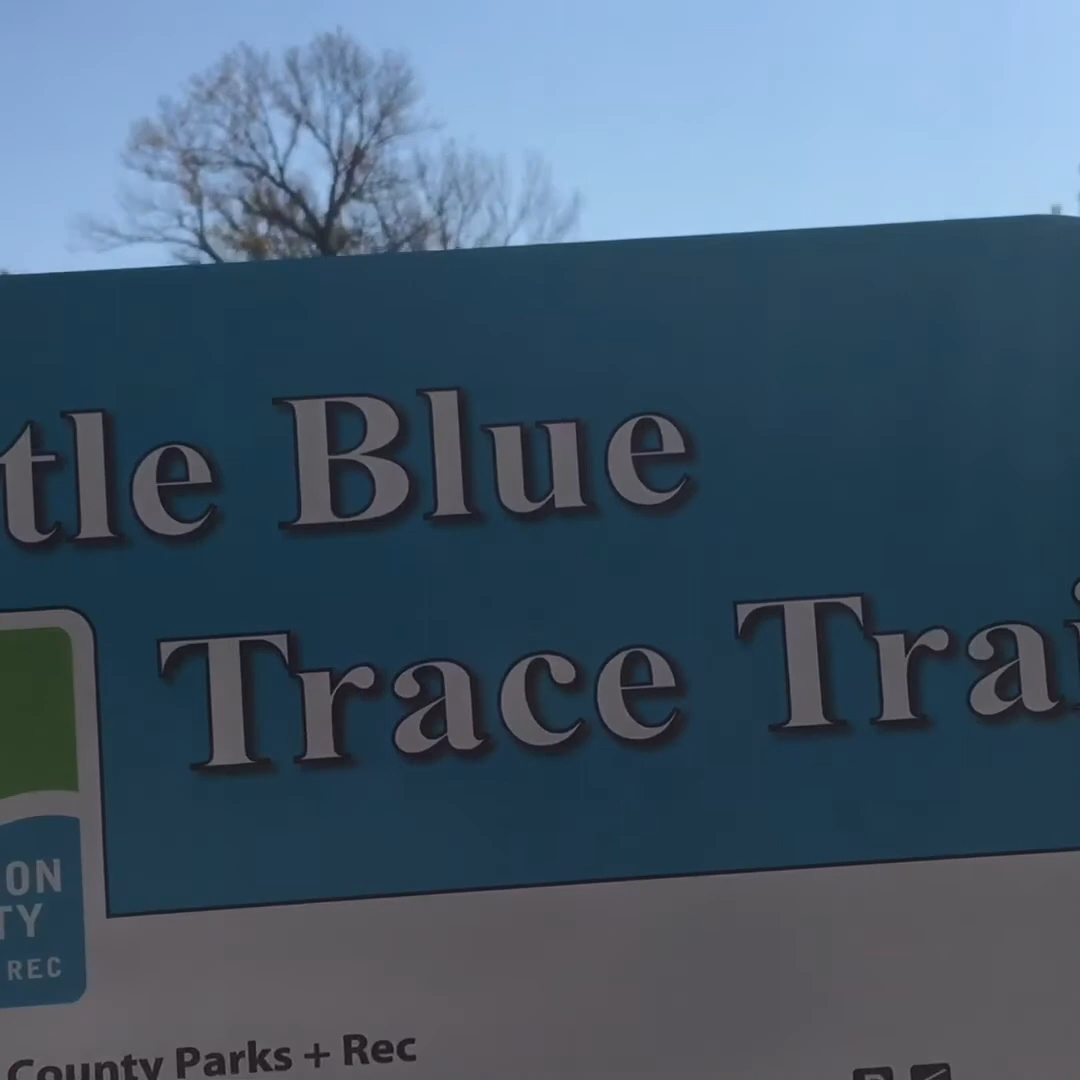 tle Blue
Trace Trai
ON
TY
REC
County Parks + Rec